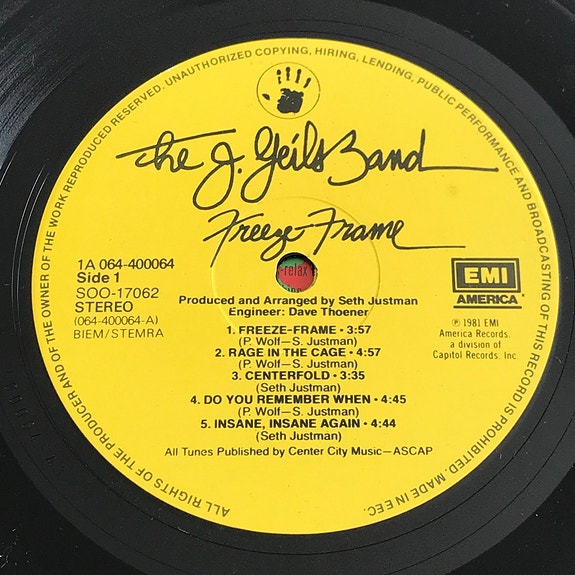 ALL RIGHTS OF THE PRODUCER AND OF THE OWNER OF THE WORK REPRODUCED RESERVED. UNAUTHORIZED COPYING, HIRING, LENDING, PUBLIC PERFORMANCE AND BROADCASTING OF THIS RECORD IS PROHIBITED. MADE IN EEC.
The J. Geils Band
Freeze-Frame
1A 064-400064
Side 1
SOO-17062
STEREO
(064-400064-A)
BIEM/STEMRA
-relax
EMI
AMERICA
℗ 1981 EMI
America Records.
a division of
Capitol Records. Inc.
Produced and Arranged by Seth Justman
Engineer: Dave Thoener
1. FREEZE-FRAME • 3:57
(P. Wolf—S. Justman)
2. RAGE IN THE CAGE • 4:57
(P. Wolf—S. Justman)
3. CENTERFOLD • 3:35
(Seth Justman)
4. DO YOU REMEMBER WHEN • 4:45
(P. Wolf—S. Justman)
5. INSANE, INSANE AGAIN • 4:44
(Seth Justman)
All Tunes Published by Center City Music—ASCAP